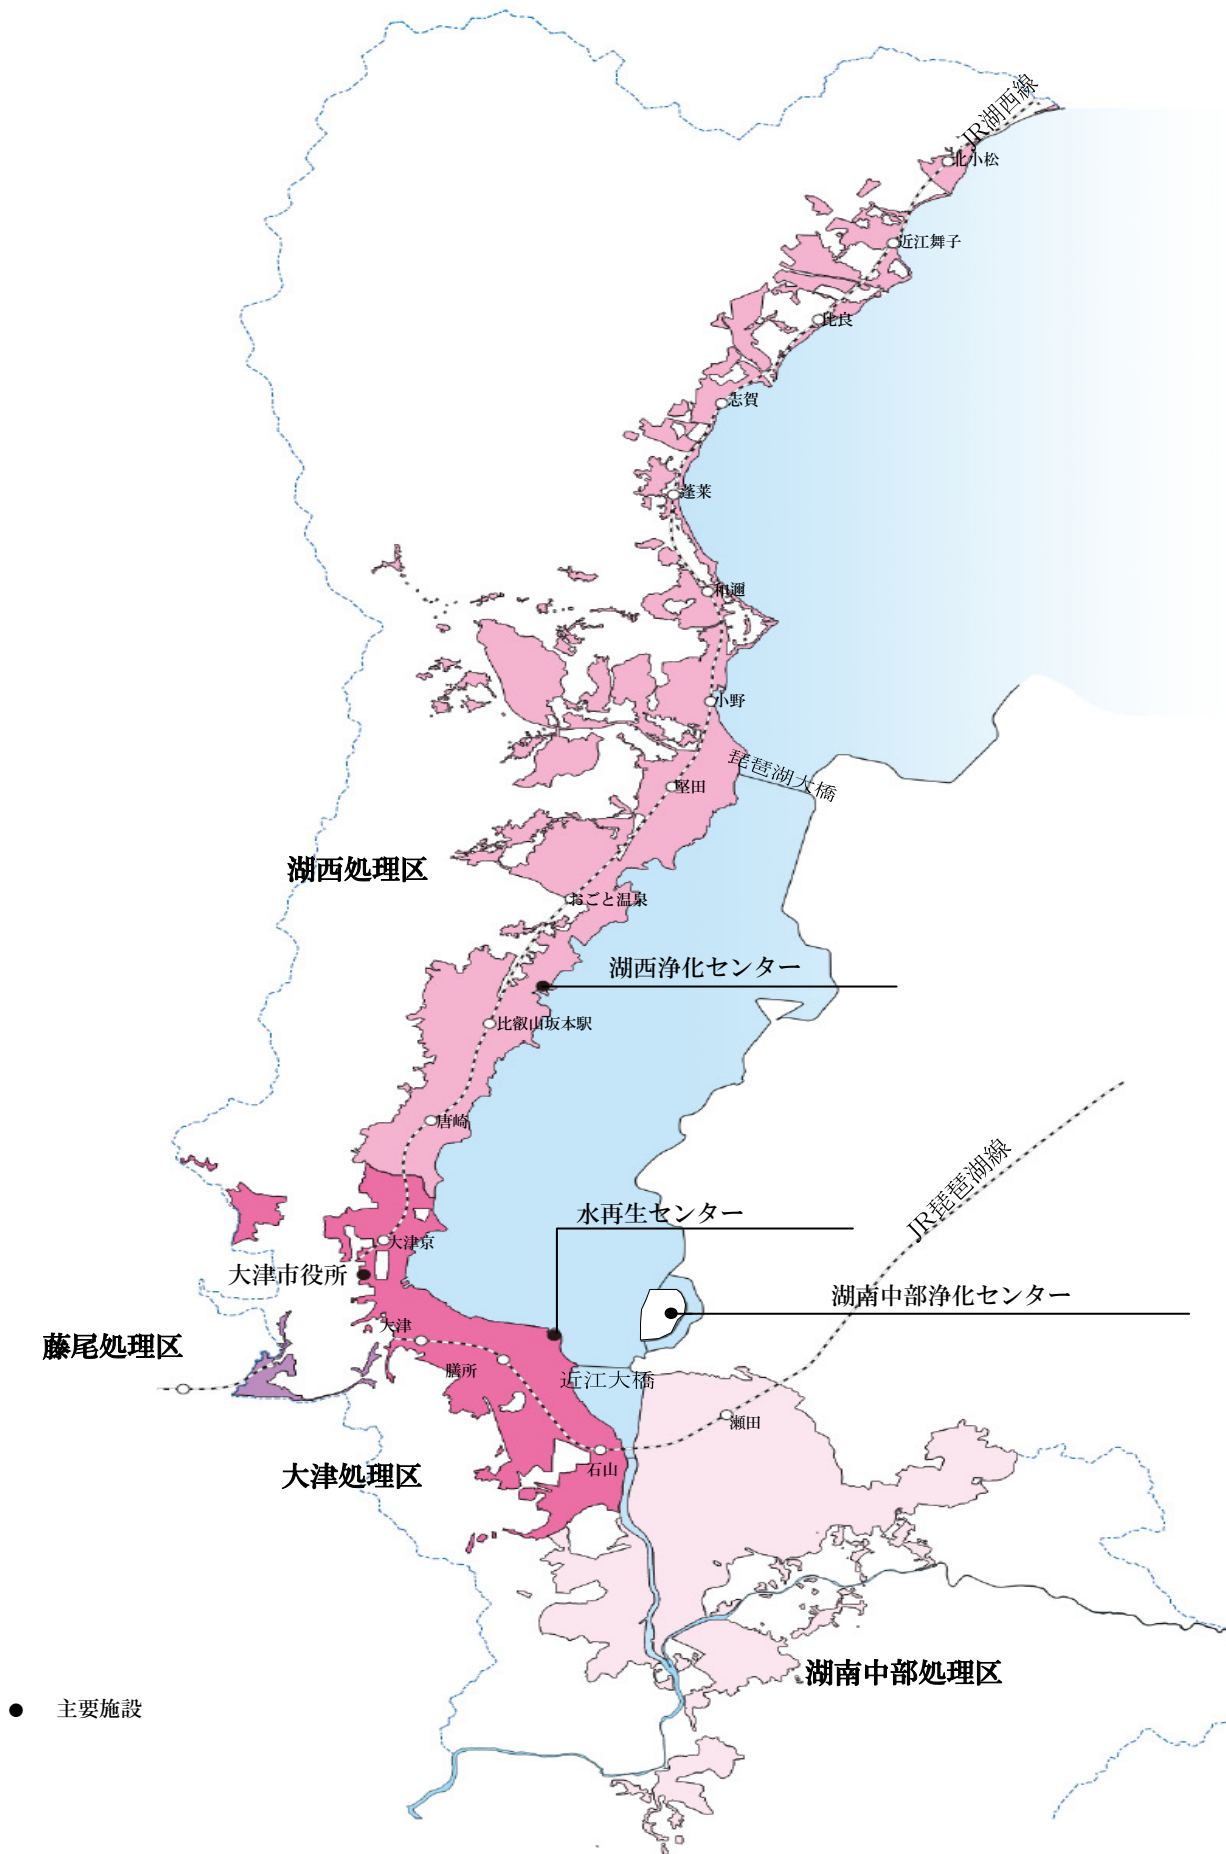 JR湖西線
北小松
近江舞子
比良
志賀
蓬莱
和邇
小野
琵琶湖大橋
堅田
湖西処理区
おごと温泉
湖西浄化センター
比叡山坂本駅
唐崎
JR琵琶湖線
水再生センター
大津京
大津市役所
湖南中部浄化センター
大津
藤尾処理区
膳所
近江大橋
瀬田
石山
大津処理区
湖南中部処理区
● 主要施設